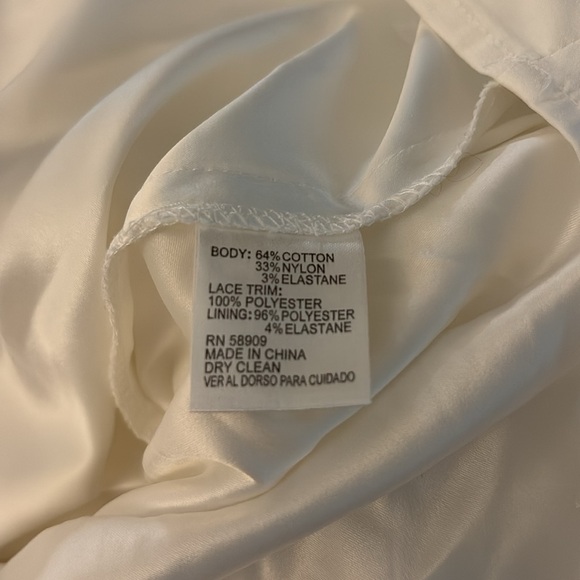 BODY: 64% COTTON
33% NYLON
3% ELASTANE
LACE TRIM:
100% POLYESTER
LINING: 96% POLYESTER
4% ELASTANE
RN 58909
MADE IN CHINA
DRY CLEAN
VER AL DORSO PARA CUIDADO